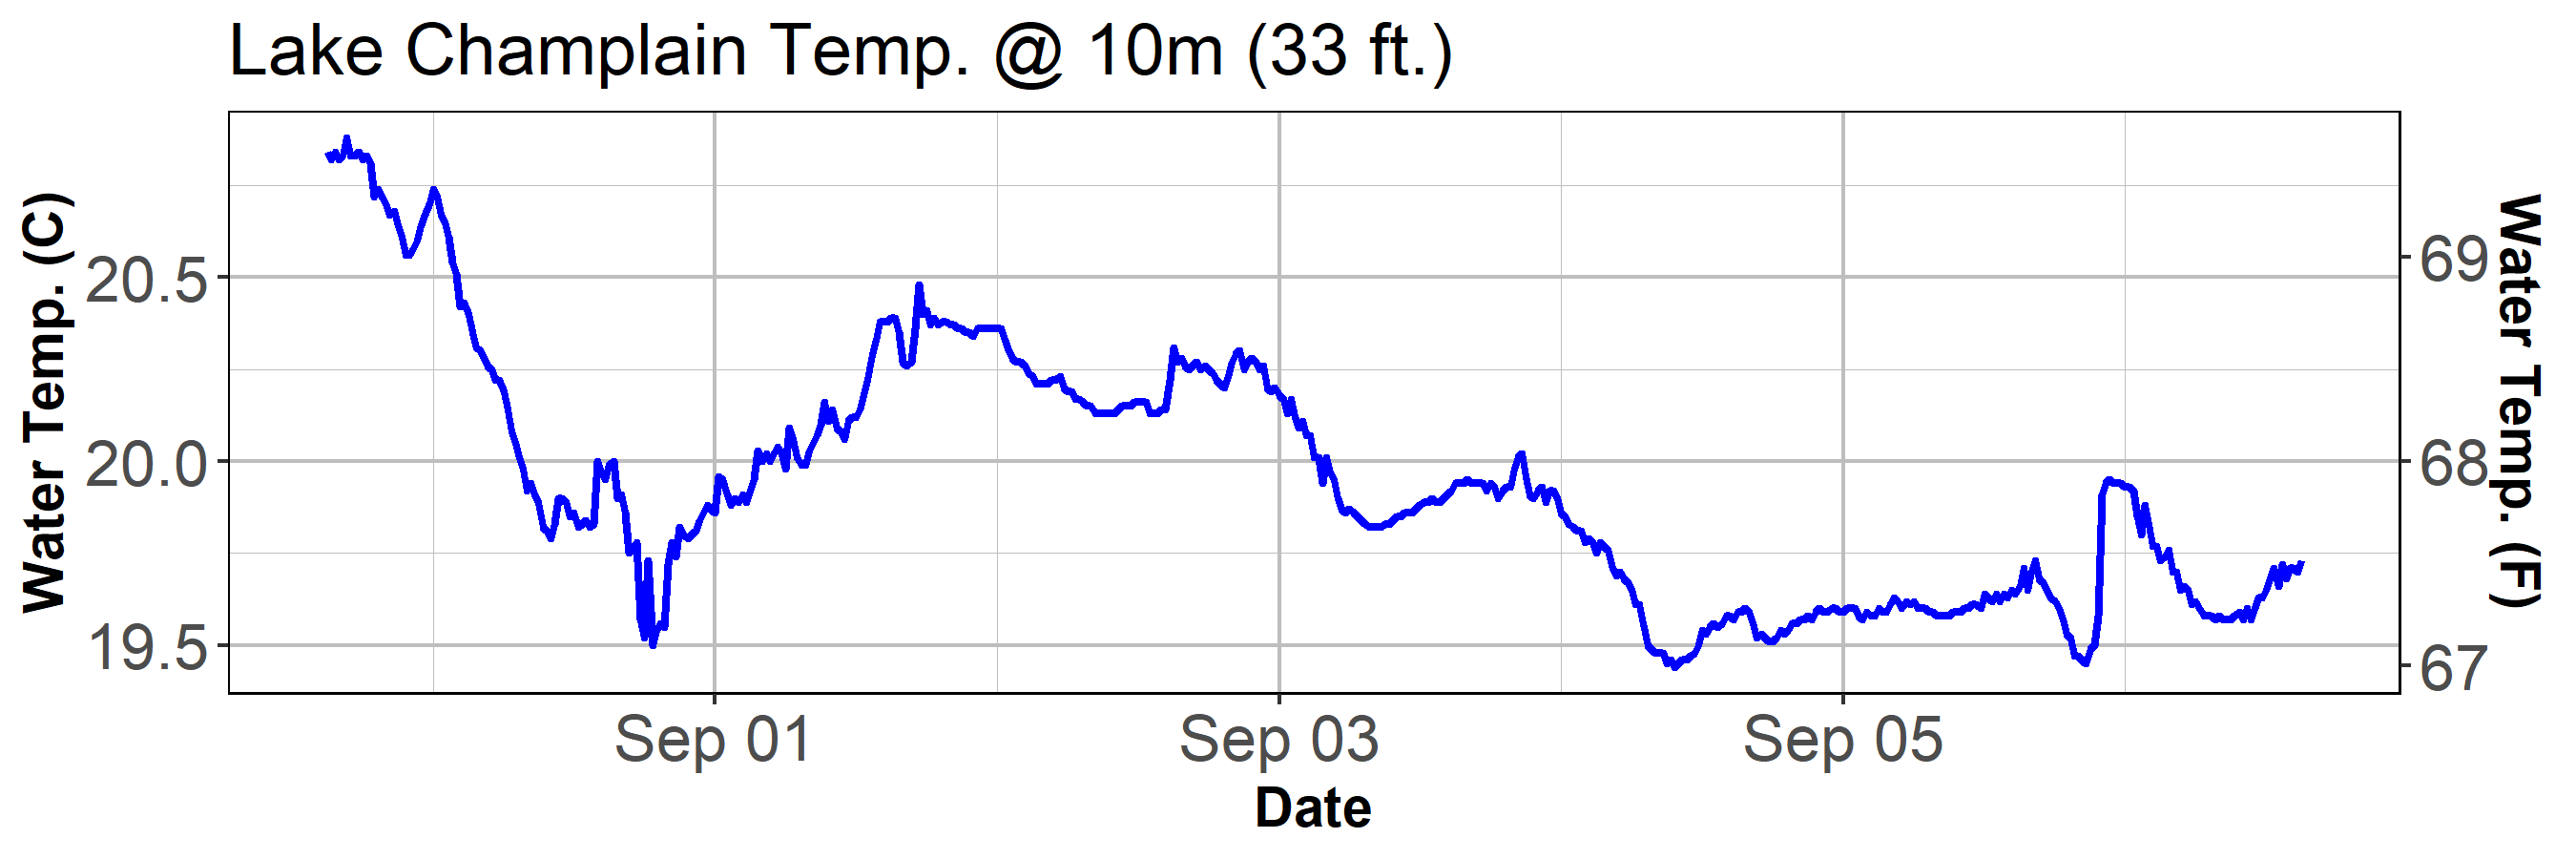 Lake Champlain Temp. @ 10m (33 ft.)
Water Temp. (C)
20.5
20.0
19.5
69
68
67
Water Temp. (F)
Sep 01 Sep 03 Sep 05
Date